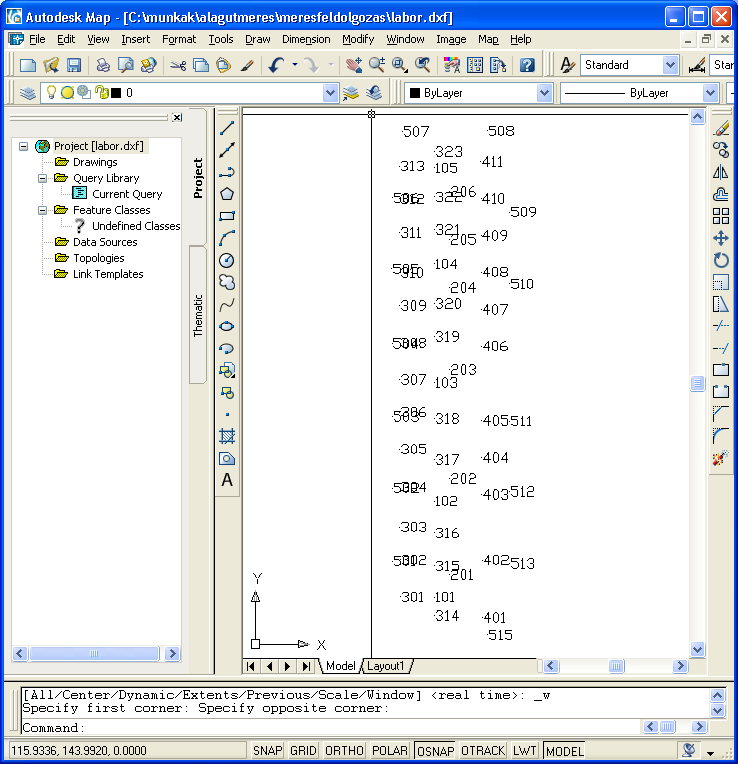 Autodesk Map - [C:\munkak\alagutmeres\meresfeldolgozas\labor.dxf]
File Edit View Insert Format Tools Draw Dimension Modify Window Image Map Help
Standard Star
0 ByLayer ByLayer
Project [labor.dxf]
Drawings
Query Library
Current Query
Feature Classes
Undefined Classes
Data Sources
Topologies
Link Templates
Project
Thematic
507 508
323
313 105 411
206
312 322 410
509
311 321 409
205
505 104 408
310
204 510
309 320 407
319
308 406
203
307 103
306
503 318 405 511
305
317 404
202
304 403 512
502
102
303
316
302 402
501 315 513
201
301 101
314 401
515
Y
X
Model Layout1
[All/Center/Dynamic/Extents/Previous/Scale/Window] <real time>: _w
Specify first corner: Specify opposite corner:
Command:
115.9336, 143.9920, 0.0000 SNAP GRID ORTHO POLAR OSNAP OTRACK LWT MODEL